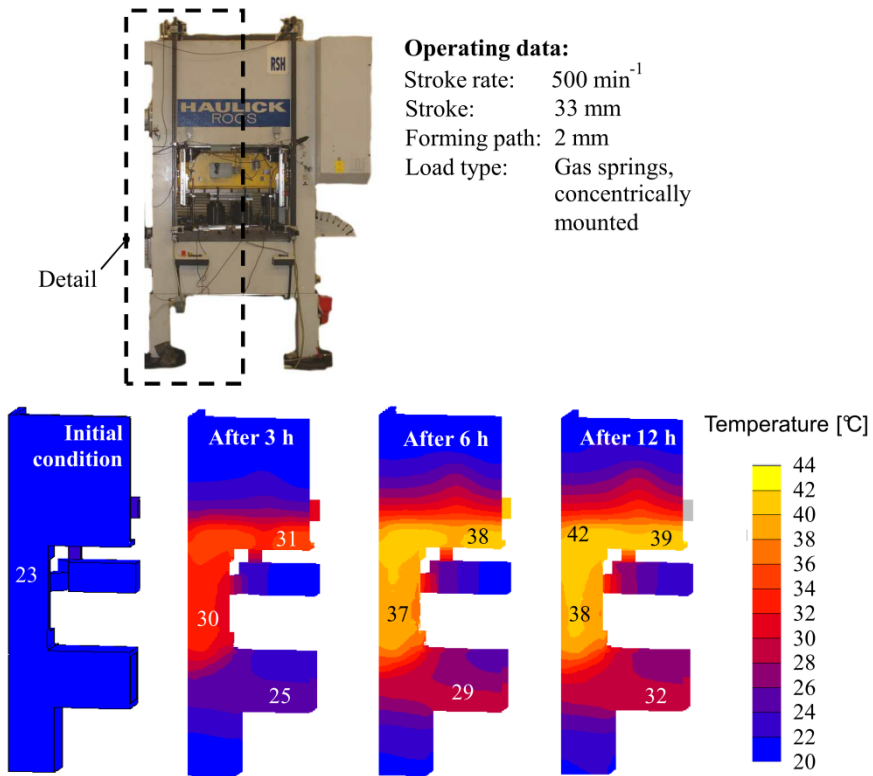 Operating data:
Stroke rate: 500 min⁻¹
Stroke: 33 mm
Forming path: 2 mm
Load type: Gas springs,
concentrically
mounted
RSH
HAULICK
ROOS
Detail
Initial
condition
After 3 h
After 6 h
After 12 h
Temperature [°C]
23
31
30
25
38
37
29
42
39
38
32
44
42
40
38
36
34
32
30
28
26
24
22
20